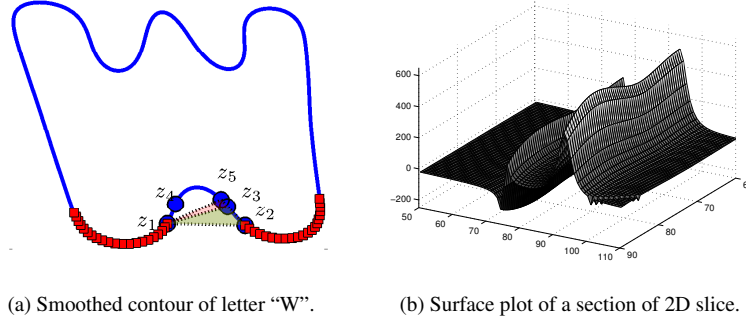 z₅
z₄
z₃
z₁
z₂
600
400
200
0
−200
50
60
70
80
90
100
110
90
80
70
(a) Smoothed contour of letter “W”.
(b) Surface plot of a section of 2D slice.